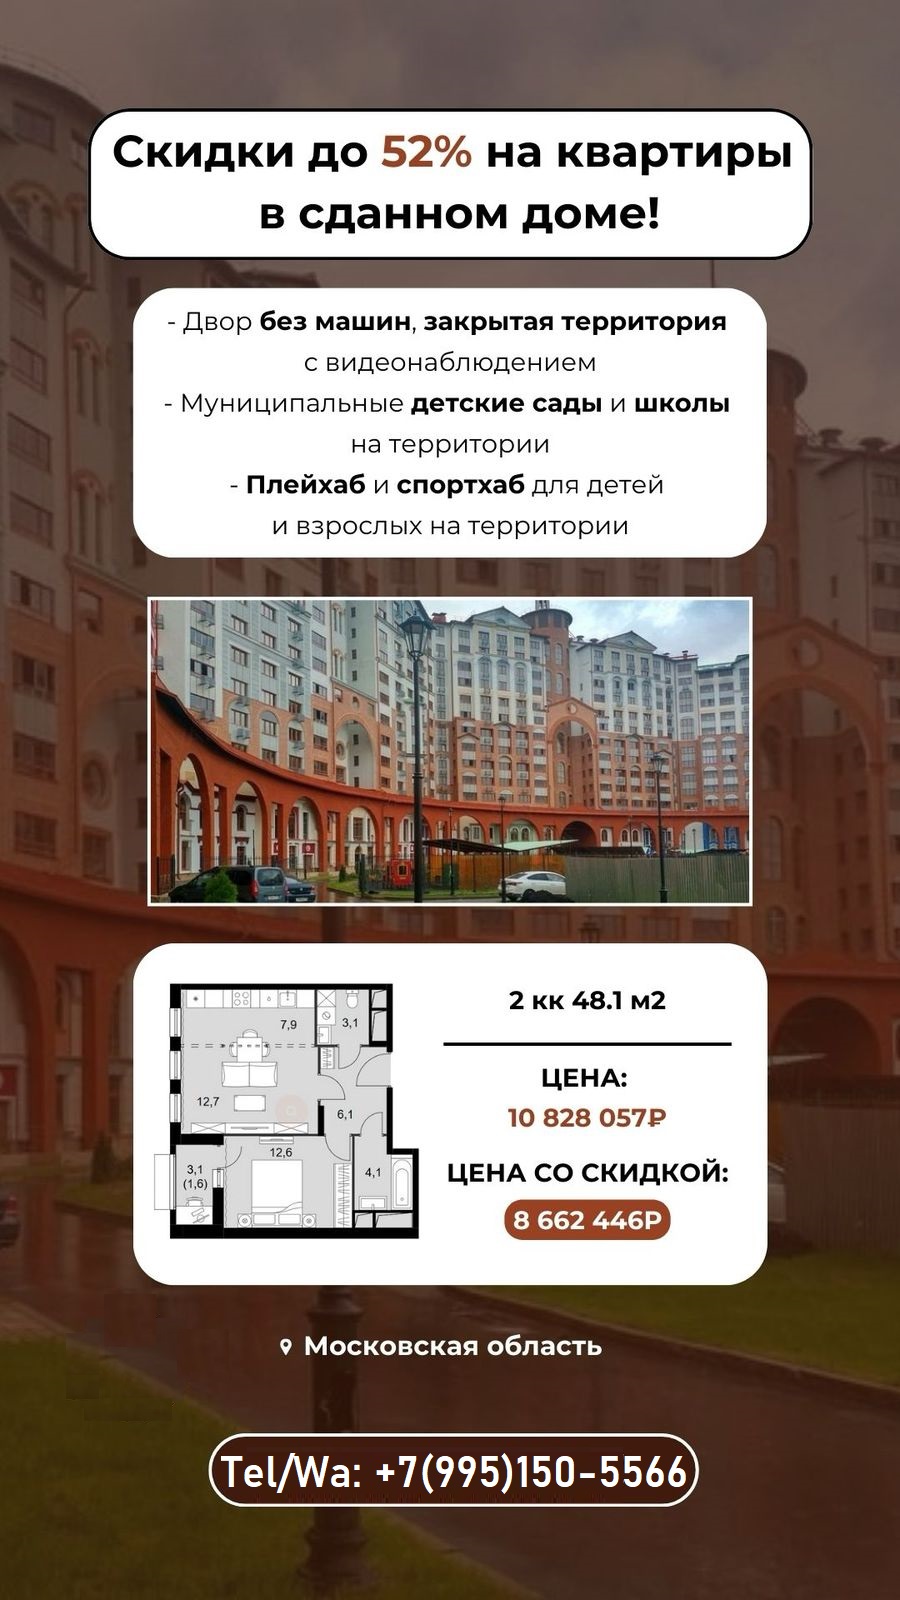 Скидки до 52% на квартиры
в сданном доме!
- Двор без машин, закрытая территория
с видеонаблюдением
- Муниципальные детские сады и школы
на территории
- Плейхаб и спортхаб для детей
и взрослых на территории
7,9
3,1
12,7
6,1
12,6
3,1
(1,6)
4,1
2 кк 48.1 м2
ЦЕНА:
10 828 057₽
ЦЕНА СО СКИДКОЙ:
8 662 446Р
Московская область
Tel/Wa: +7(995)150-5566